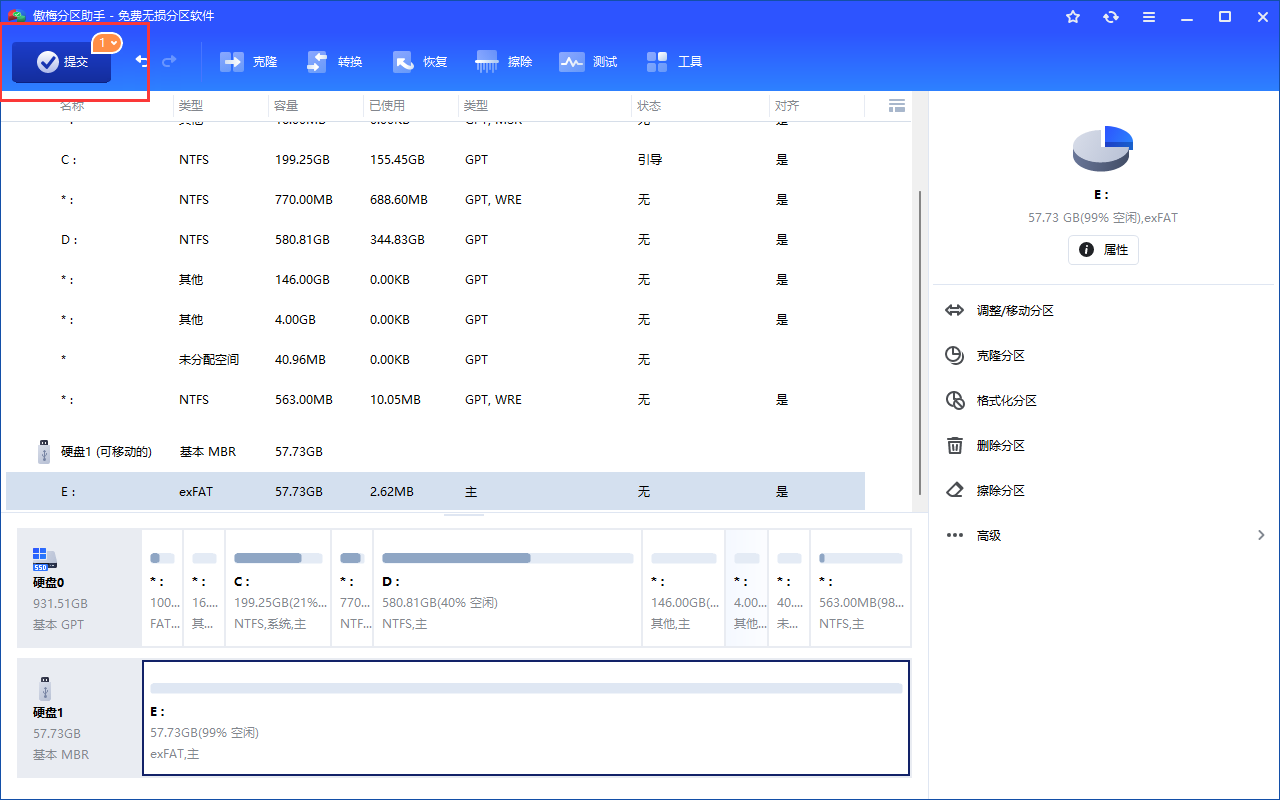 傲梅分区助手 - 免费无损分区软件
提交 1
克隆 转换 恢复 擦除 测试 工具
名称 类型 容量 已使用 类型 状态 对齐
* : 其他 16.00MB 0.00KB GPT, MSR 无 是
C : NTFS 199.25GB 155.45GB GPT 引导 是
* : NTFS 770.00MB 688.60MB GPT, WRE 无 是
D : NTFS 580.81GB 344.83GB GPT 无 是
* : 其他 146.00GB 0.00KB GPT 无 是
* : 其他 4.00GB 0.00KB GPT 无 是
* 未分配空间 40.96MB 0.00KB GPT 无
* : NTFS 563.00MB 10.05MB GPT, WRE 无 是
硬盘1 (可移动的) 基本 MBR 57.73GB
E : exFAT 57.73GB 2.62MB 主 无 是
SSD
硬盘0
931.51GB
基本 GPT
* :
100...
FAT...
* :
16....
其...
C :
199.25GB(21%...
NTFS,系统,主
* :
770...
NTF...
D :
580.81GB(40% 空闲)
NTFS,主
* :
146.00GB(...
其他,主
* :
4.00...
其他...
* :
40....
未...
* :
563.00MB(98...
NTFS,主
硬盘1
57.73GB
基本 MBR
E :
57.73GB(99% 空闲)
exFAT,主
E :
57.73 GB(99% 空闲),exFAT
属性
调整/移动分区
克隆分区
格式化分区
删除分区
擦除分区
高级